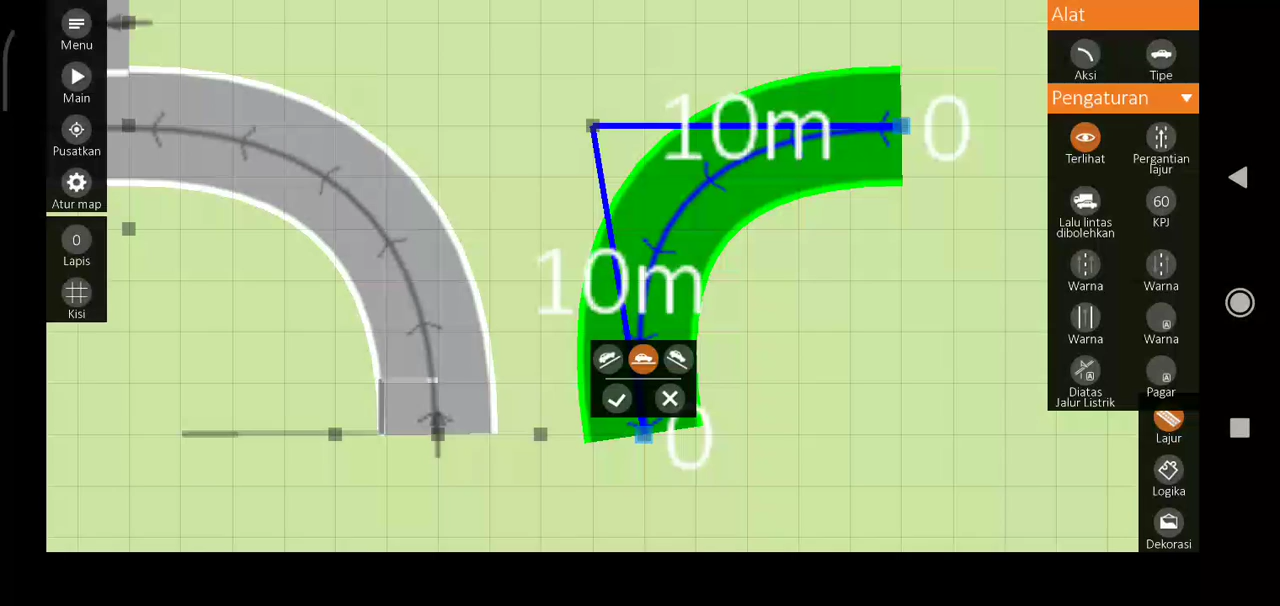 Menu
Main
Pusatkan
Atur map
0
Lapis
Kisi
10m
0
10m
0
Alat
Aksi
Tipe
Pengaturan
Terlihat
Pergantian
lajur
Lalu lintas
dibolehkan
60
KPJ
Warna
Warna
Warna
A
Warna
A
Diatas
Jalur Listrik
A
Pagar
Lajur
Logika
Dekorasi